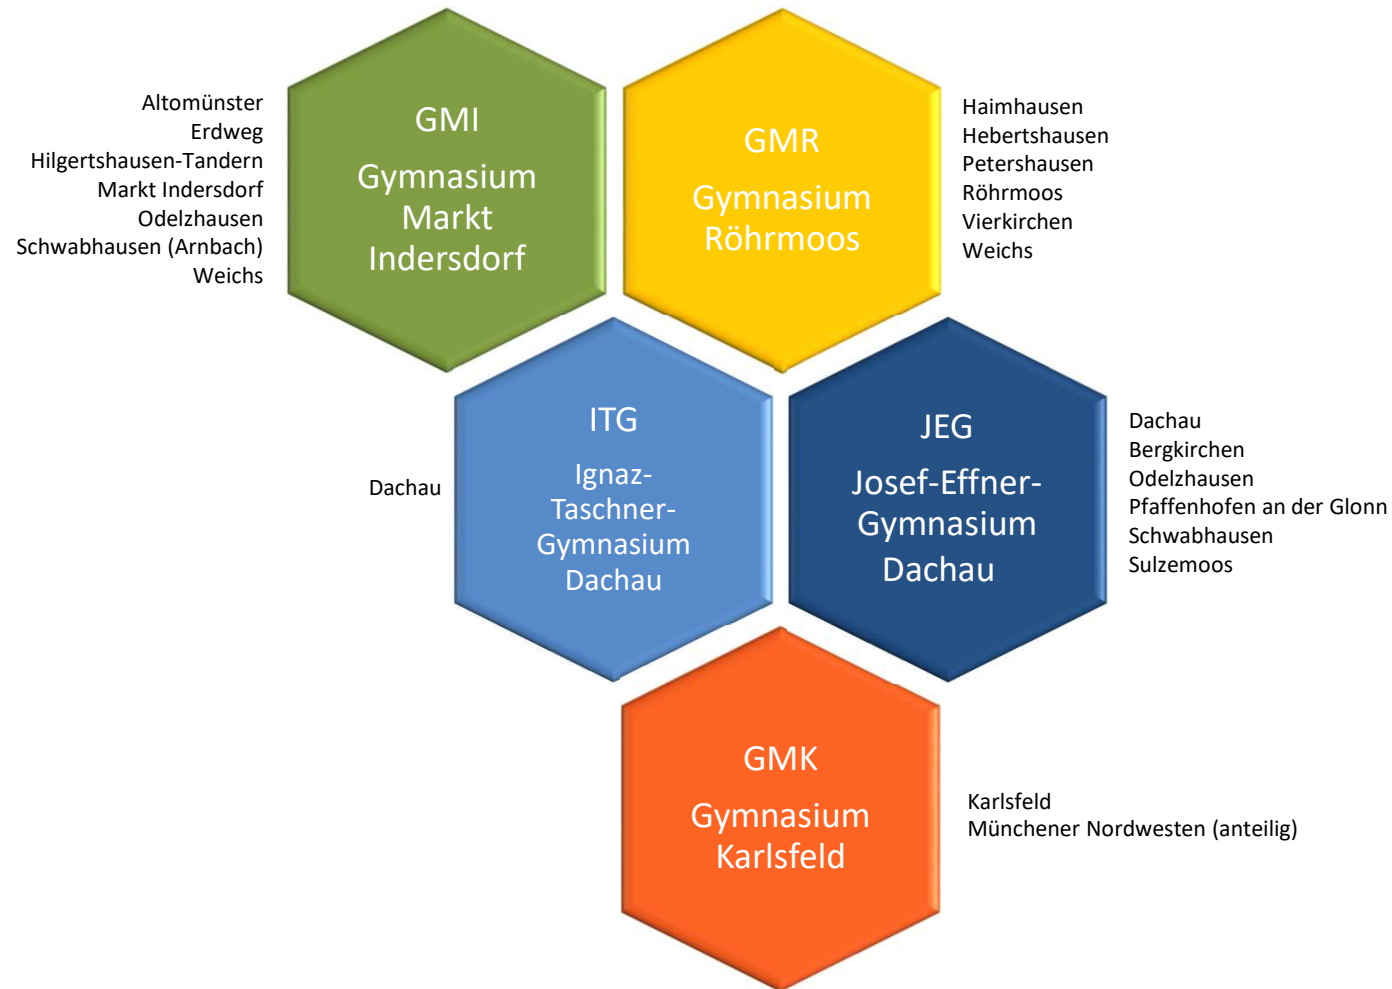 Altomünster
Erdweg
Hilgertshausen-Tandern
Markt Indersdorf
Odelzhausen
Schwabhausen (Arnbach)
Weichs
GMI
Gymnasium
Markt
Indersdorf
GMR
Gymnasium
Röhrmoos
Haimhausen
Hebertshausen
Petershausen
Röhrmoos
Vierkirchen
Weichs
Dachau
ITG
Ignaz-
Taschner-
Gymnasium
Dachau
JEG
Josef-Effner-
Gymnasium
Dachau
Dachau
Bergkirchen
Odelzhausen
Pfaffenhofen an der Glonn
Schwabhausen
Sulzemoos
GMK
Gymnasium
Karlsfeld
Karlsfeld
Münchener Nordwesten (anteilig)